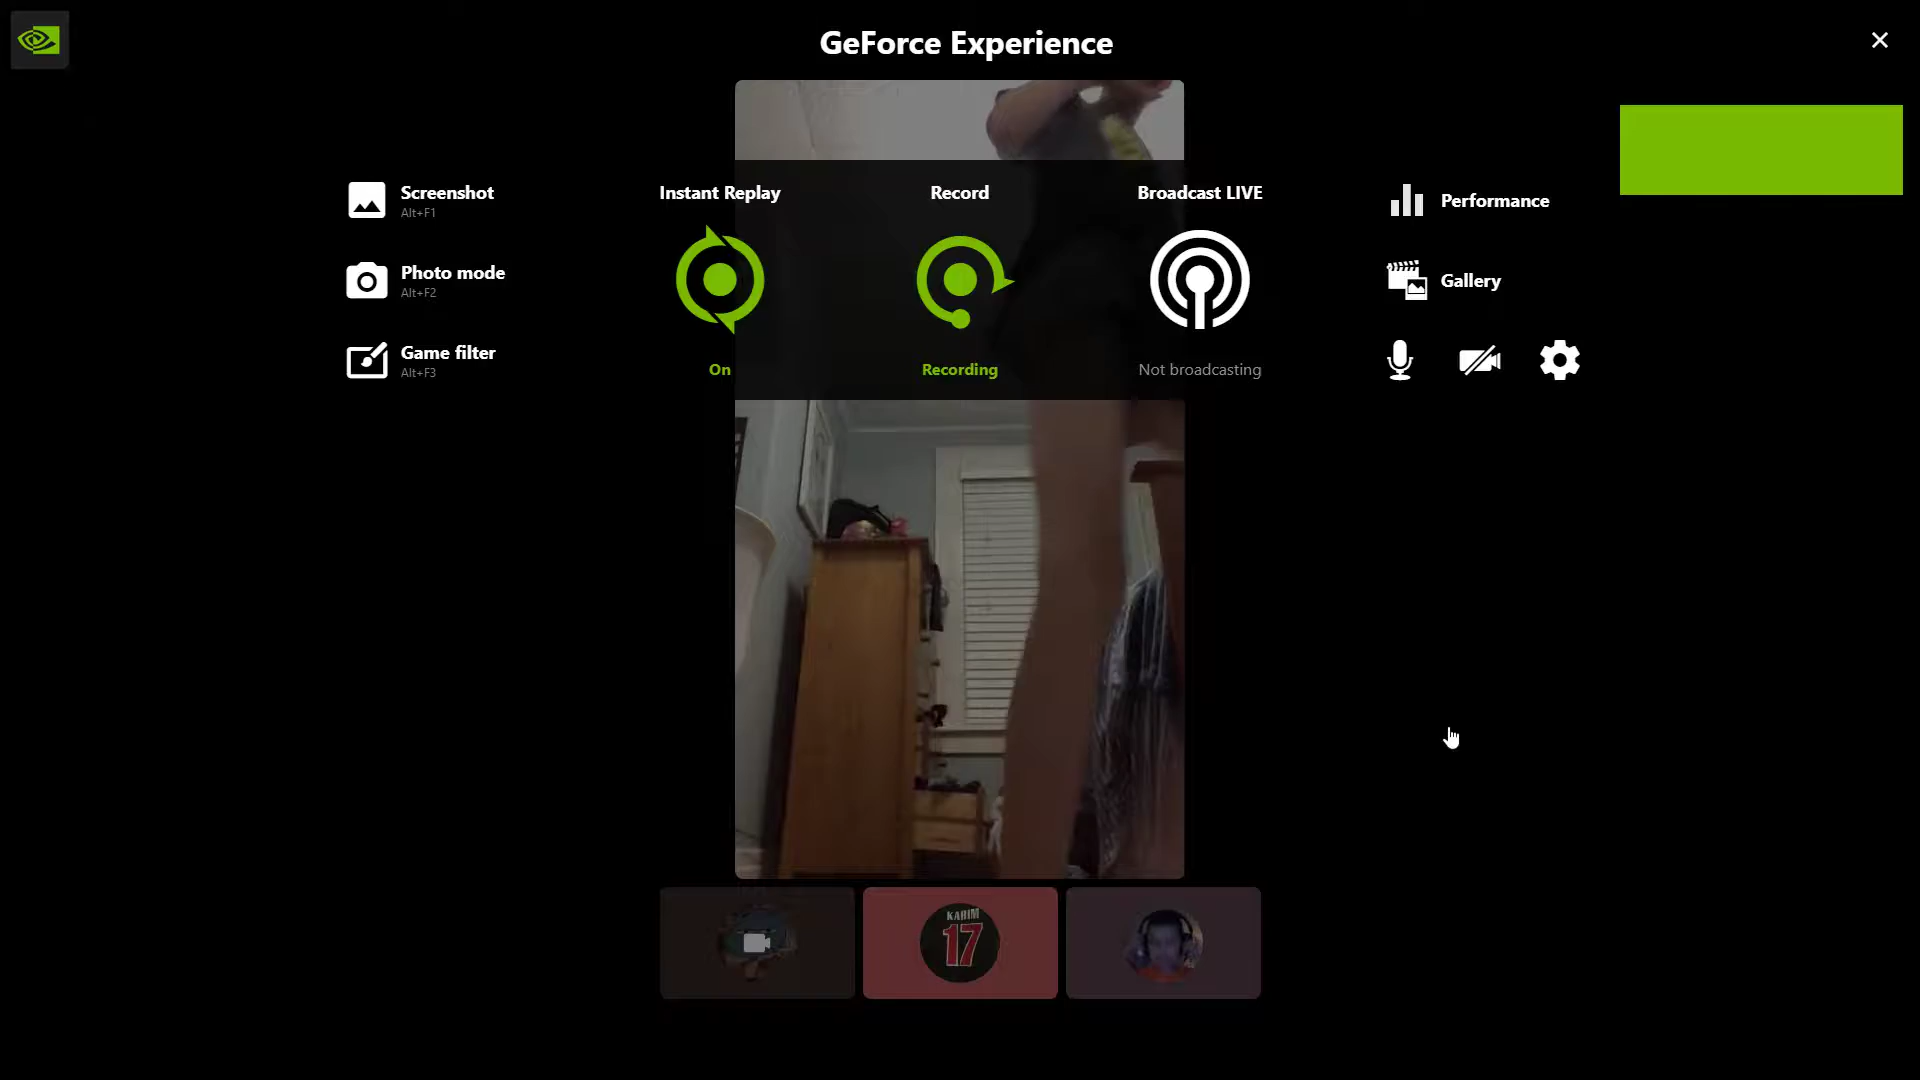 GeForce Experience
Screenshot
Alt+F1
Photo mode
Alt+F2
Game filter
Alt+F3
Instant Replay
On
Record
Recording
Broadcast LIVE
Not broadcasting
Performance
Gallery
KARIM
17